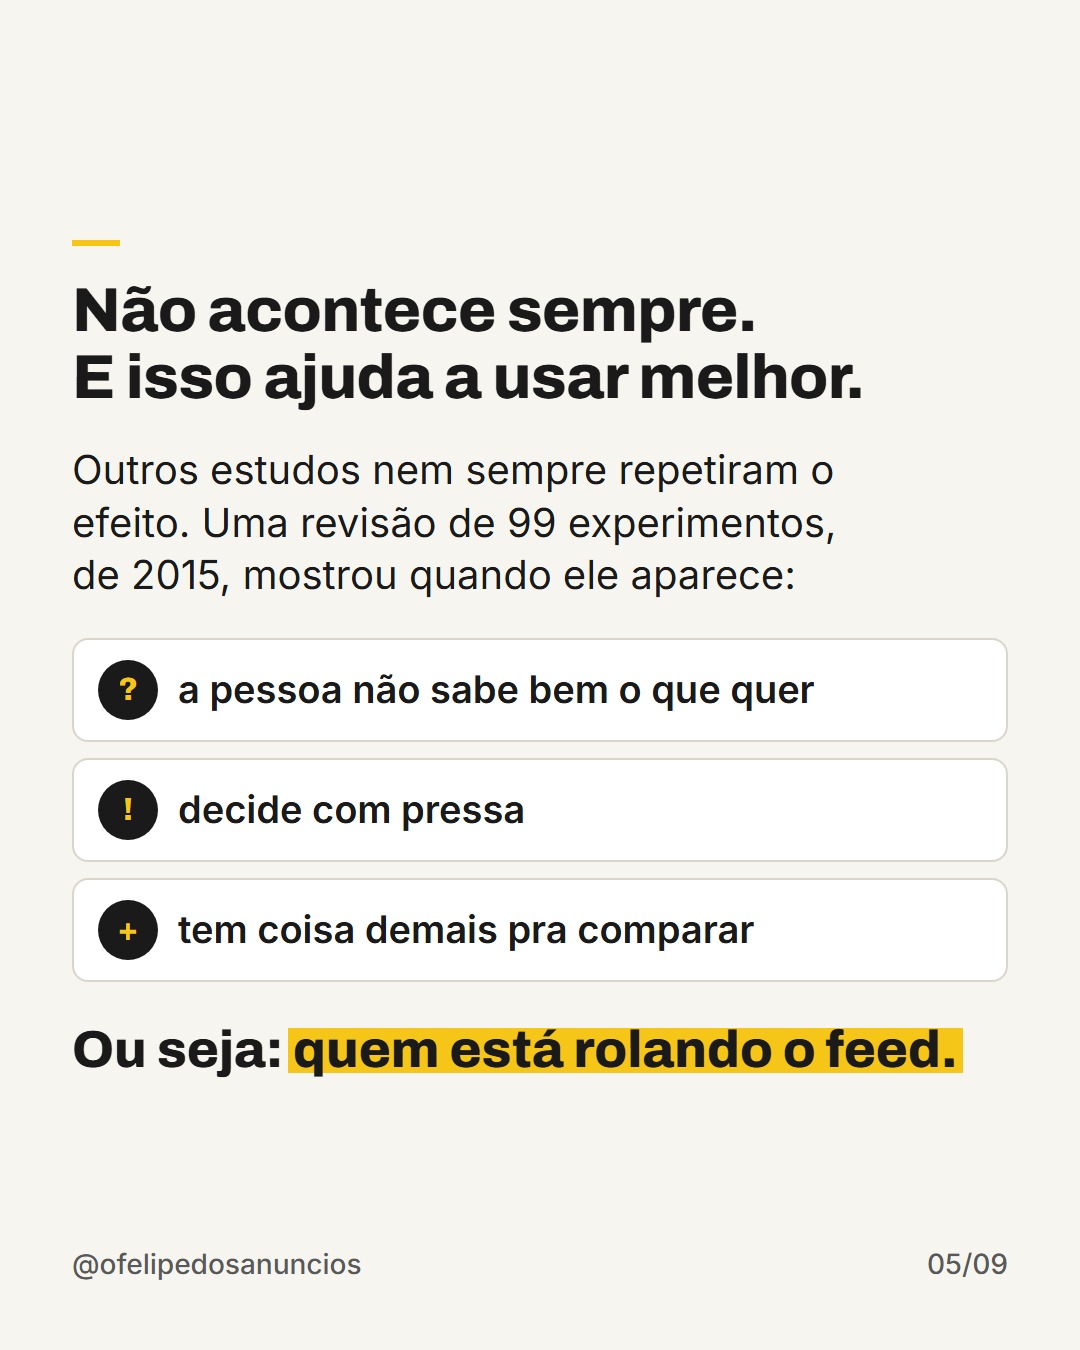 Não acontece sempre.
E isso ajuda a usar melhor.
Outros estudos nem sempre repetiram o
efeito. Uma revisão de 99 experimentos,
de 2015, mostrou quando ele aparece:
? a pessoa não sabe bem o que quer
! decide com pressa
+ tem coisa demais pra comparar
Ou seja: quem está rolando o feed.
@ofelipedosanuncios
05/09